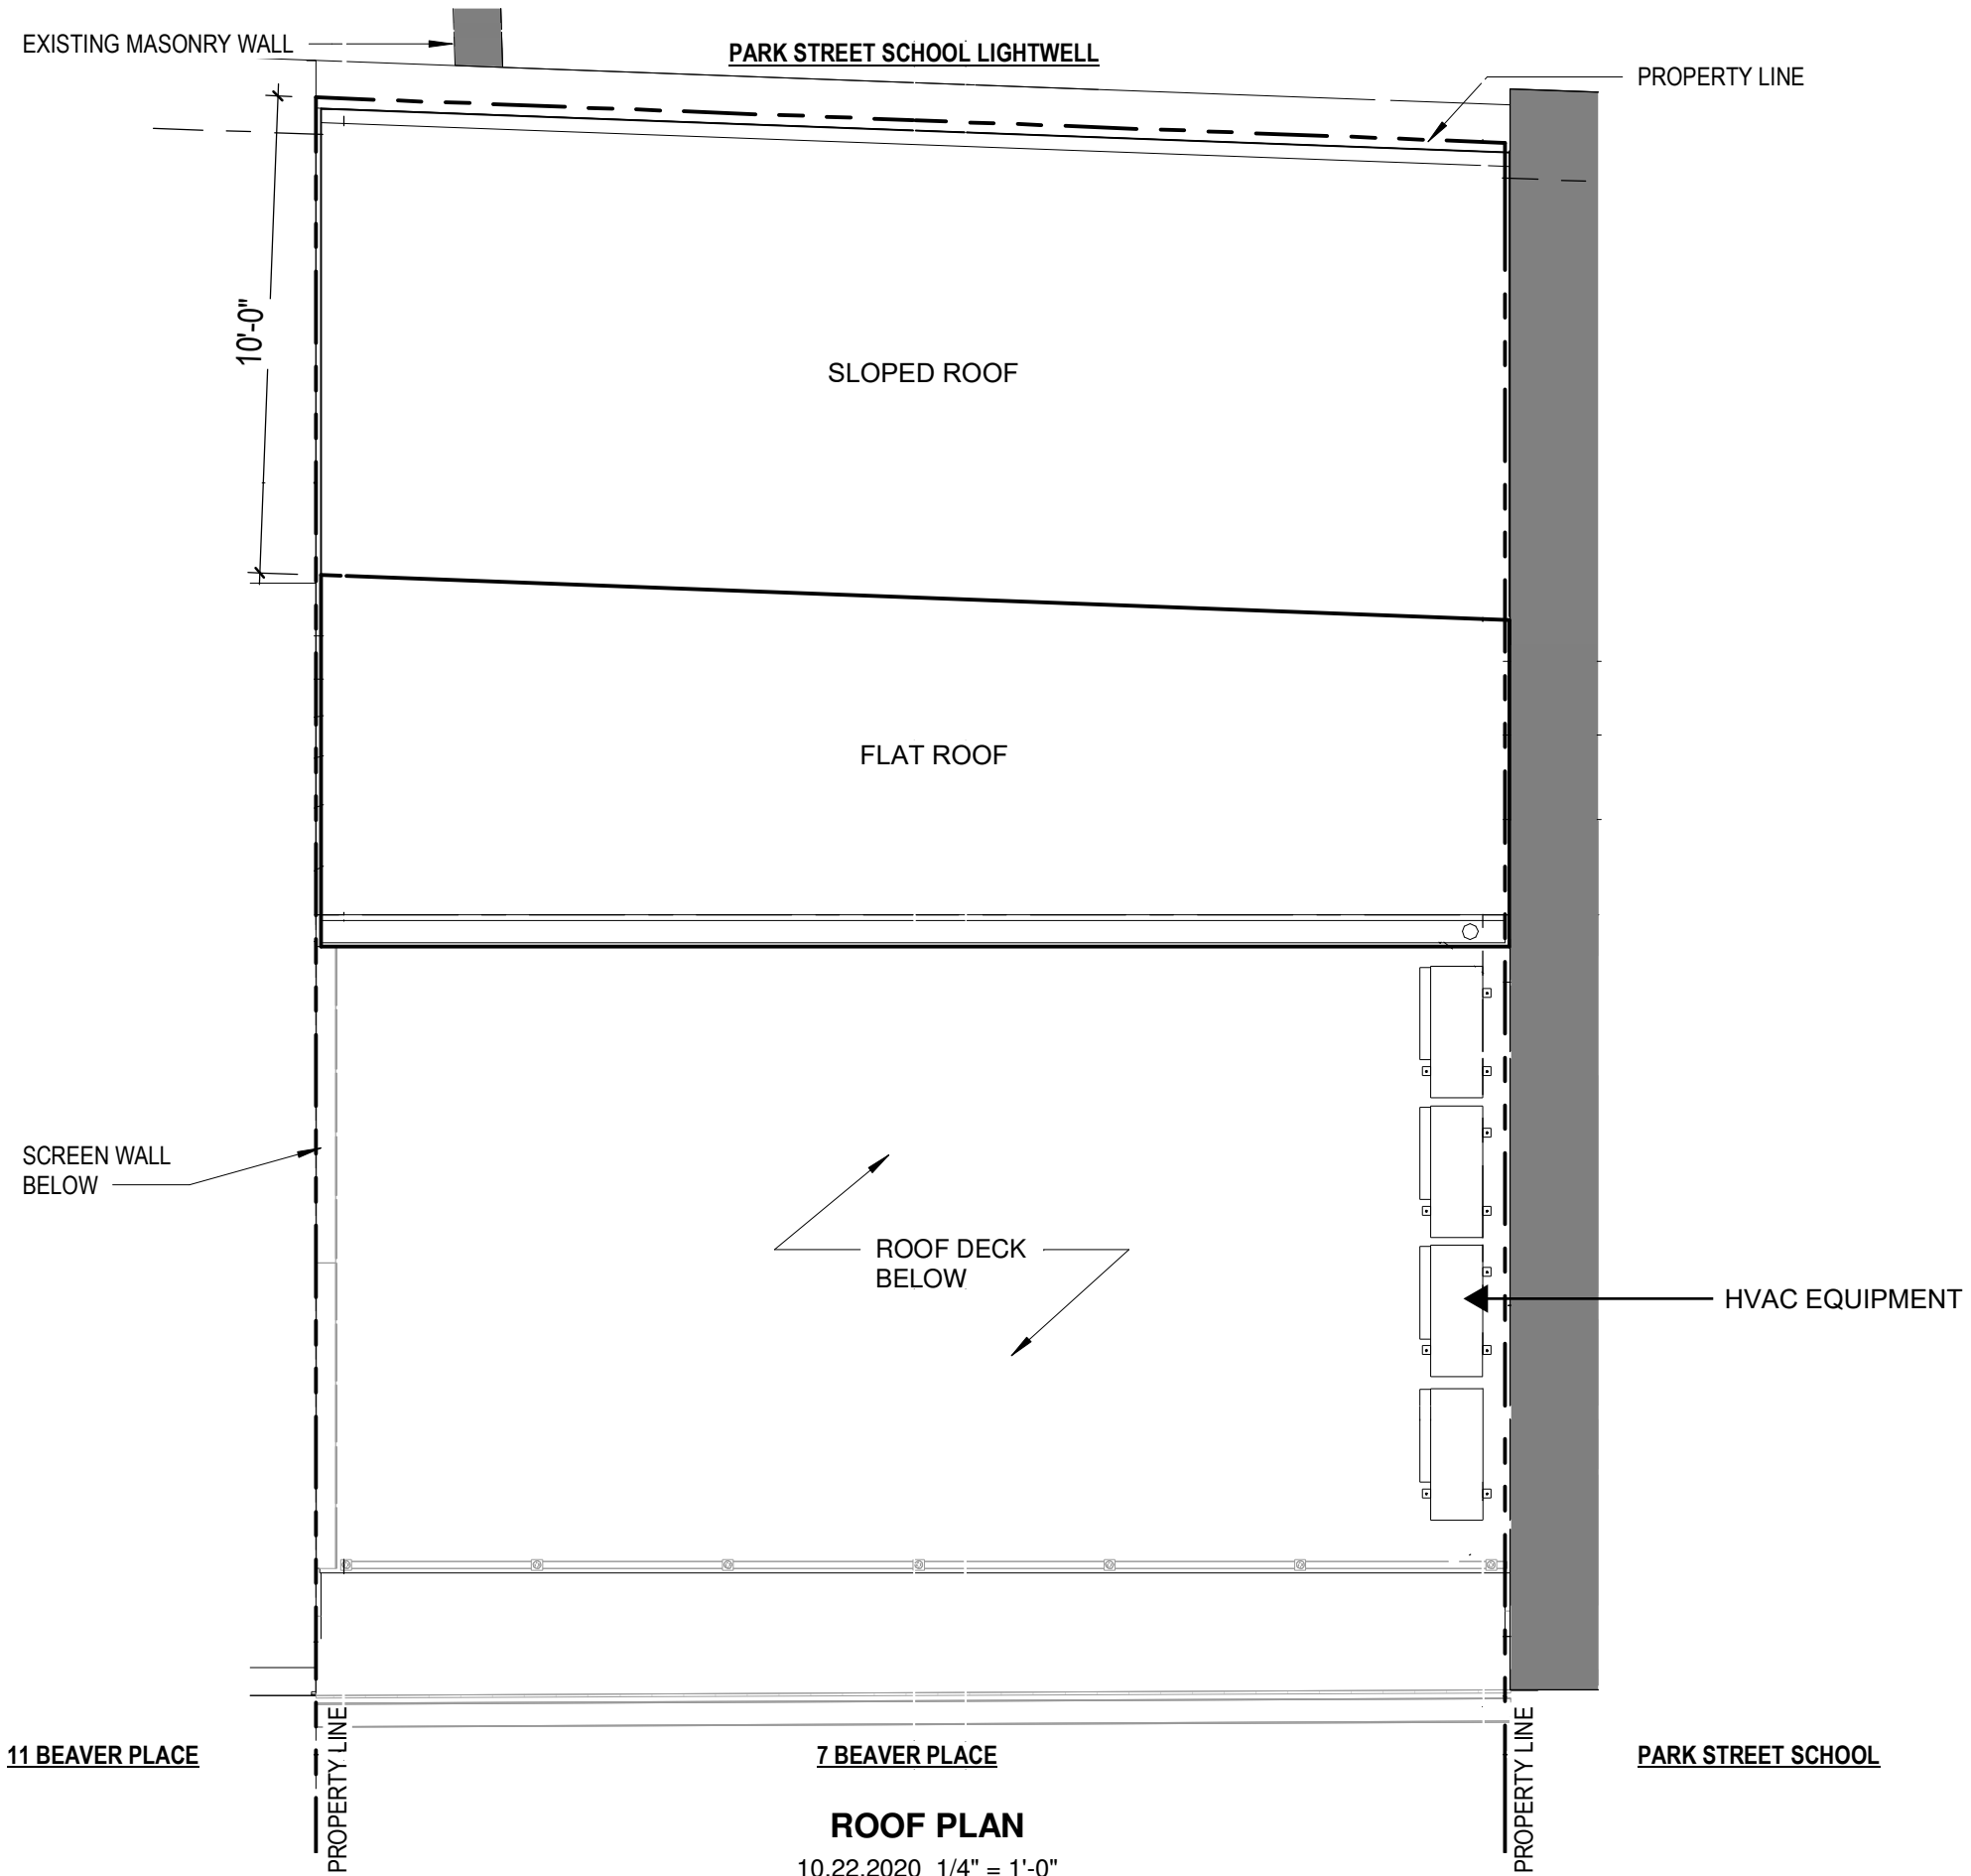 EXISTING MASONRY WALL
PARK STREET SCHOOL LIGHTWELL
PROPERTY LINE
10'-0"
SLOPED ROOF
FLAT ROOF
SCREEN WALL
BELOW
ROOF DECK
BELOW
HVAC EQUIPMENT
PROPERTY LINE
PROPERTY LINE
11 BEAVER PLACE
7 BEAVER PLACE
PARK STREET SCHOOL
ROOF PLAN
10.22.2020 1/4" = 1'-0"